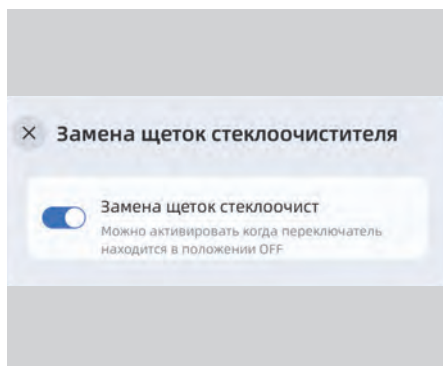 Замена щеток стеклоочистителя
Замена щеток стеклоочист
Можно активировать когда переключатель
находится в положении OFF